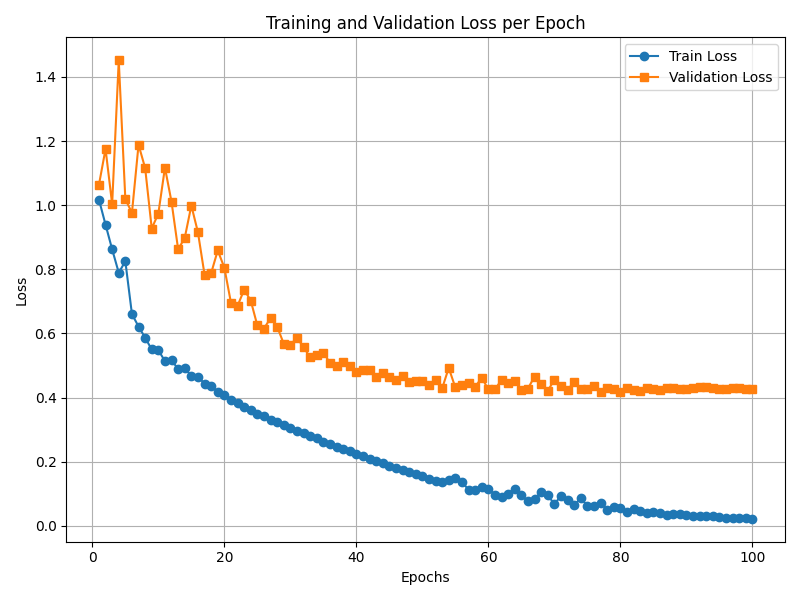 Training and Validation Loss per Epoch
Train Loss
Validation Loss
1.4
1.2
1.0
0.8
0.6
0.4
0.2
0.0
Loss
0 20 40 60 80 100
Epochs